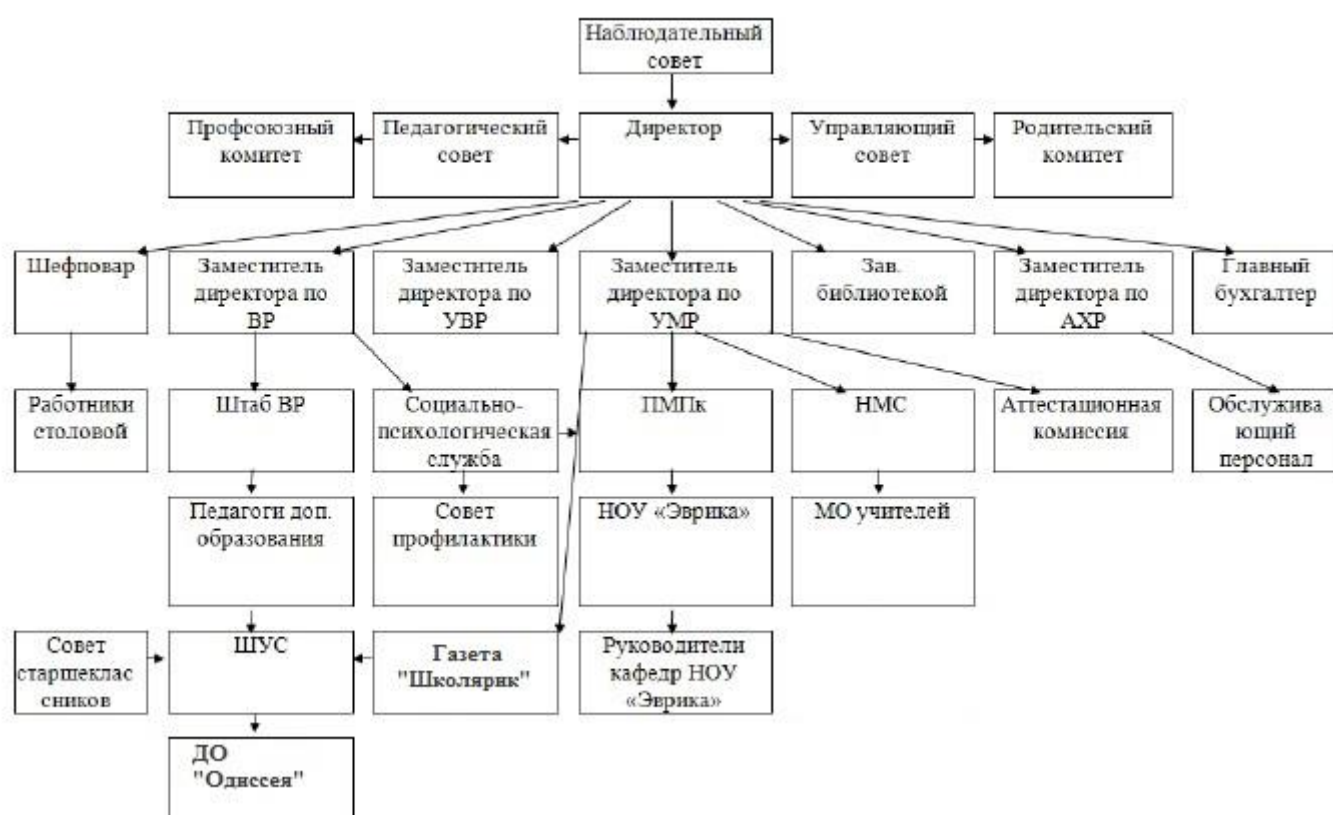 Наблюдательный
совет
Профсоюзный
комитет
Педагогический
совет
Директор
Управляющий
совет
Родительский
комитет
Шефповар
Заместитель
директора по
ВР
Заместитель
директора по
УВР
Заместитель
директора по
УМР
Зав.
библиотекой
Заместитель
директора по
АХР
Главный
бухгалтер
Работники
столовой
Штаб ВР
Социально-
психологическая
служба
ПМПк
НМС
Аттестационная
комиссия
Обслужива
ющий
персонал
Педагоги доп.
образования
Совет
профилактики
НОУ «Эврика»
МО учителей
Совет
старшеклас
сников
ШУС
Газета
"Школярик"
Руководители
кафедр НОУ
«Эврика»
ДО
"Одиссея"